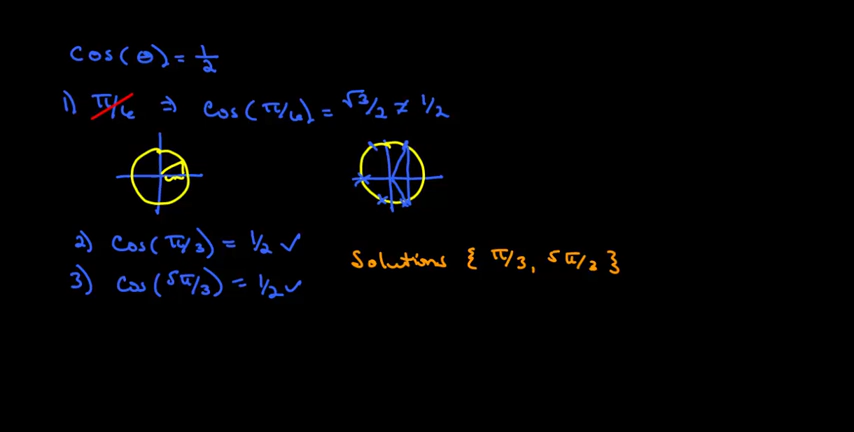 Cos(θ) = 1/2
1) π/6 ⇒ Cos(π/6) = √3/2 ≠ 1/2
2) Cos(π/3) = 1/2 ✓
3) Cos(5π/3) = 1/2 ✓
Solutions { π/3, 5π/3 }